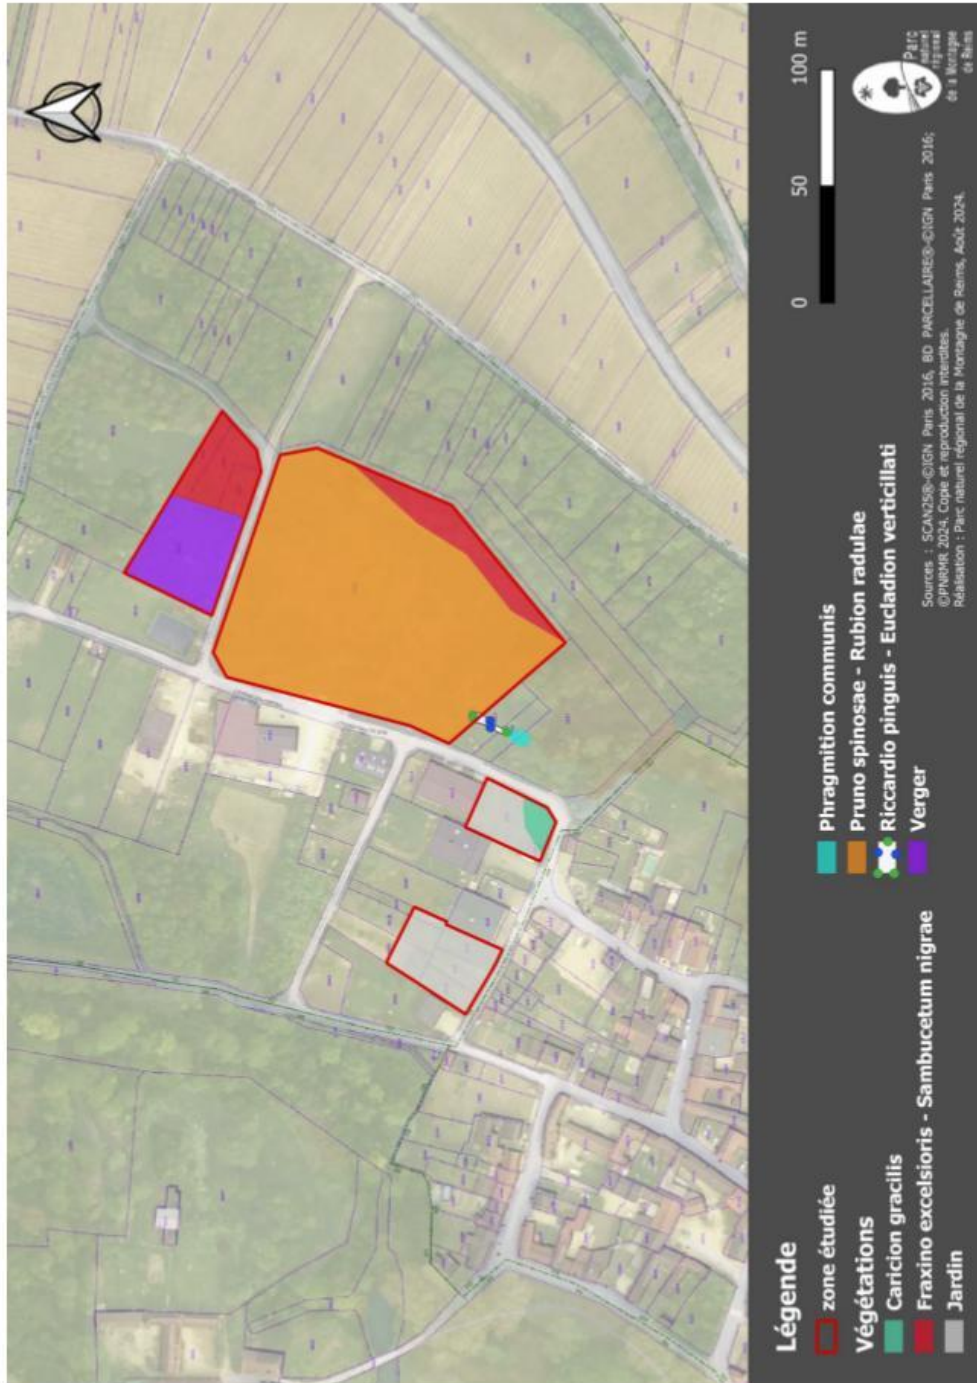 Légende
zone étudiée
Végétations
Caricion gracilis
Fraxino excelsioris - Sambucetum nigrae
Jardin
Phragmition communis
Pruno spinosae - Rubion radulae
Riccardio pinguis - Eucladion verticillati
Verger
0 50 100 m
Sources : SCAN25®-©IGN Paris 2016, BD PARCELLAIRE®-©IGN Paris 2016;
©PNRMR 2024. Copie et reproduction interdites.
Réalisation : Parc naturel régional de la Montagne de Reims, Août 2024.
Parc
naturel
régional
de la Montagne
de Reims